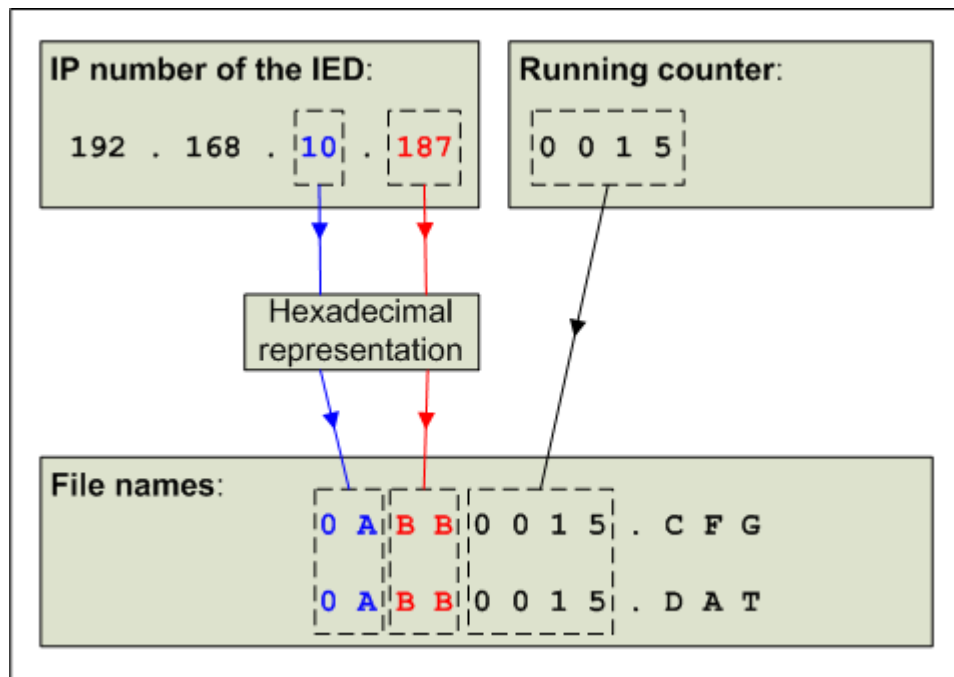 IP number of the IED:
192 . 168 . 10 . 187
Running counter:
0 0 1 5
Hexadecimal
representation
File names:
0 A B B 0 0 1 5 . C F G
0 A B B 0 0 1 5 . D A T